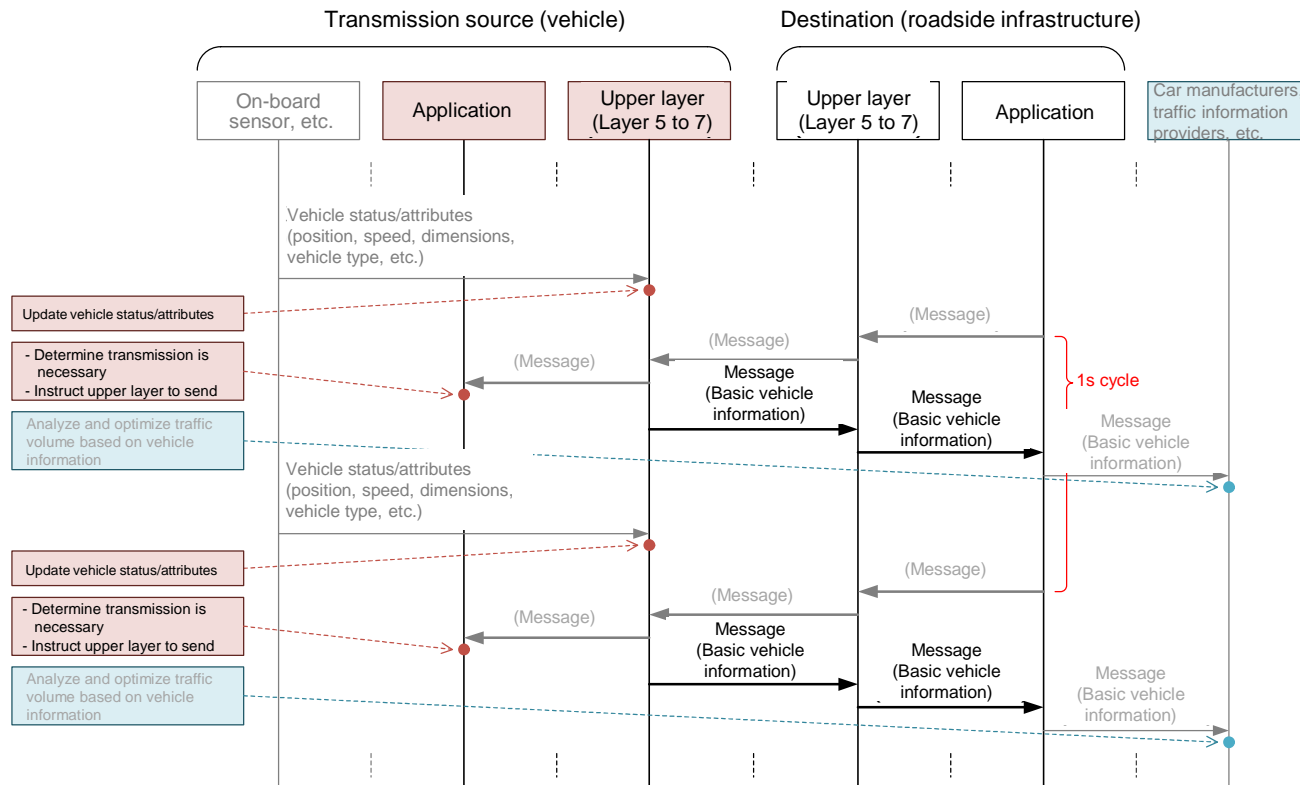 Transmission source (vehicle)
Destination (roadside infrastructure)
On-board
sensor, etc.
Application
Upper layer
(Layer 5 to 7)
Upper layer
(Layer 5 to 7)
Application
Car manufacturers
traffic information
providers, etc.
Vehicle status/attributes
(position, speed, dimensions,
vehicle type, etc.)
Update vehicle status/attributes
(Message)
(Message)
(Message)
- Determine transmission is
necessary
- Instruct upper layer to send
1s cycle
Message
(Basic vehicle
information)
Message
(Basic vehicle
information)
Message
(Basic vehicle
information)
Analyze and optimize traffic
volume based on vehicle
information
Vehicle status/attributes
(position, speed, dimensions,
vehicle type, etc.)
Update vehicle status/attributes
(Message)
(Message)
(Message)
- Determine transmission is
necessary
- Instruct upper layer to send
Message
(Basic vehicle
information)
Message
(Basic vehicle
information)
Message
(Basic vehicle
information)
Analyze and optimize traffic
volume based on vehicle
information